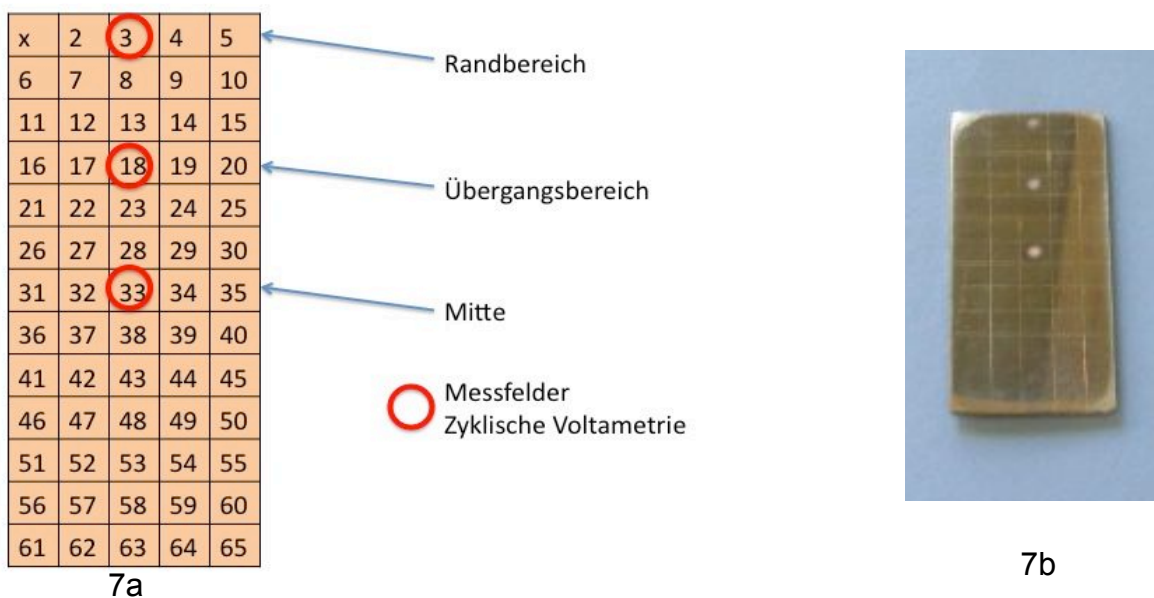 x 2 3 4 5
6 7 8 9 10
11 12 13 14 15
16 17 18 19 20
21 22 23 24 25
26 27 28 29 30
31 32 33 34 35
36 37 38 39 40
41 42 43 44 45
46 47 48 49 50
51 52 53 54 55
56 57 58 59 60
61 62 63 64 65
7a
Randbereich
Übergangsbereich
Mitte
Messfelder
Zyklische Voltametrie
7b